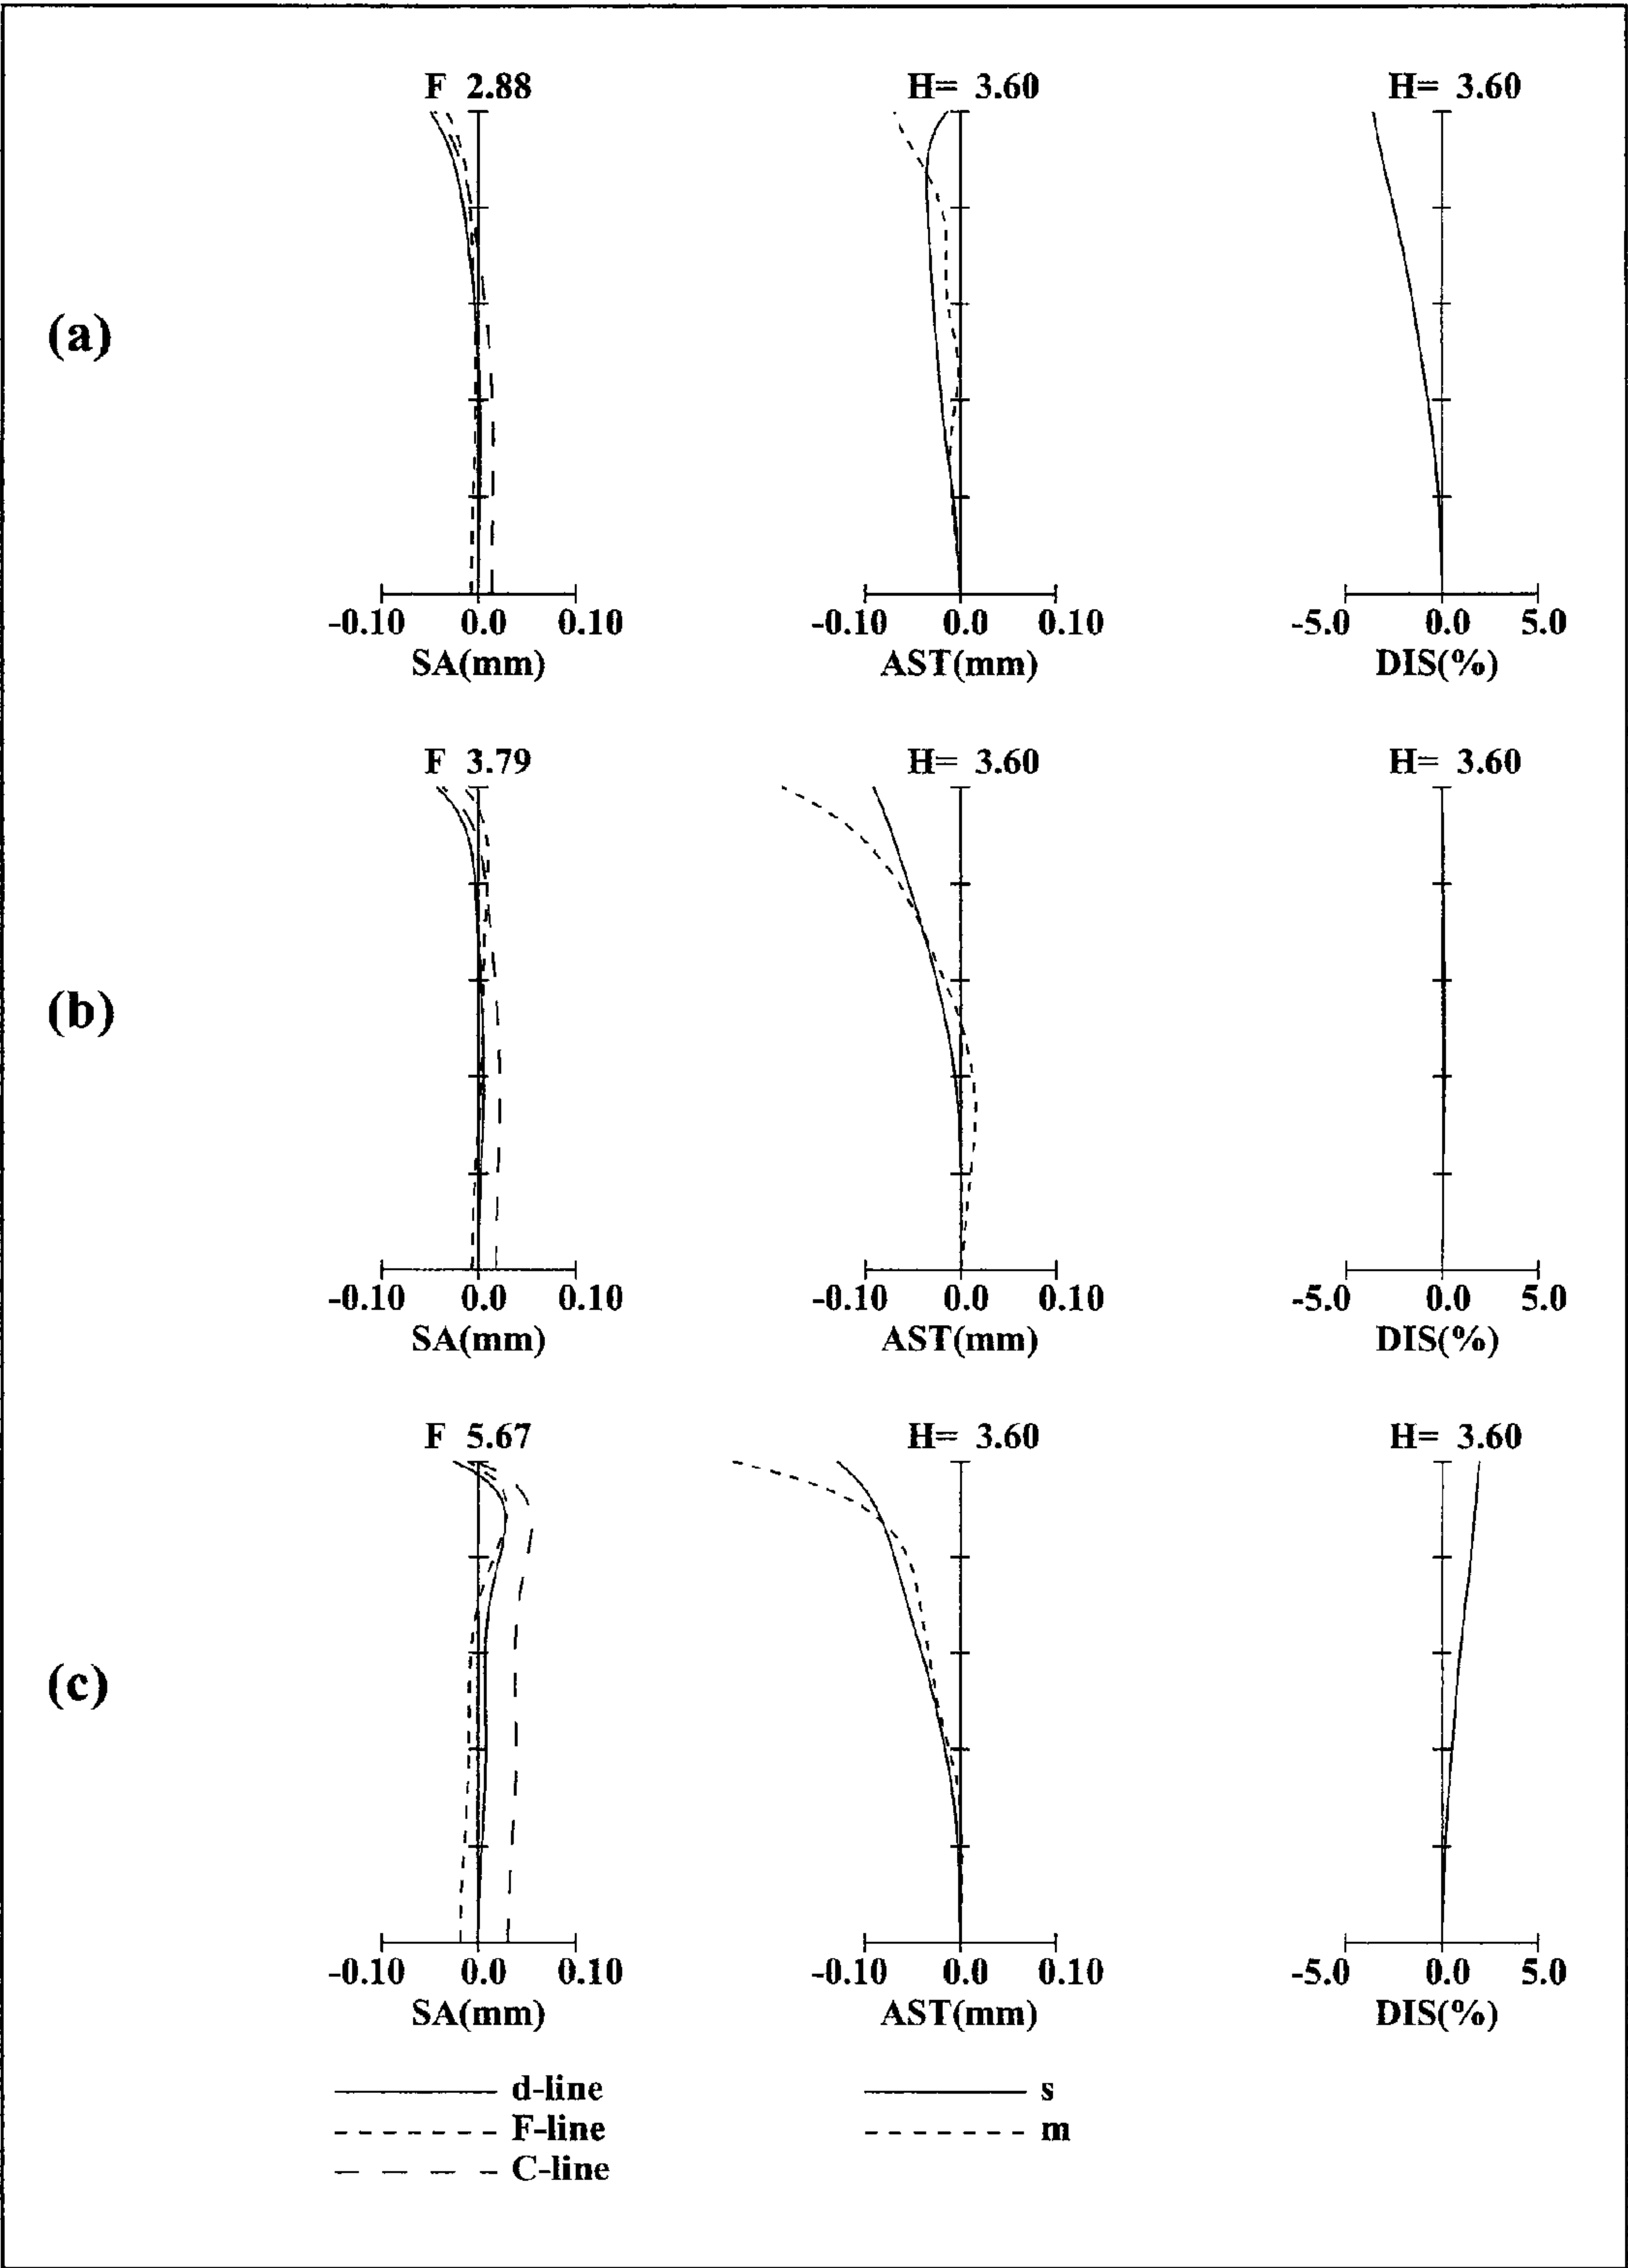 F 2.88 H= 3.60 H= 3.60
(a)
-0.10 0.0 0.10 -0.10 0.0 0.10 -5.0 0.0 5.0
SA(mm) AST(mm) DIS(%)
F 3.79 H= 3.60 H= 3.60
(b)
-0.10 0.0 0.10 -0.10 0.0 0.10 -5.0 0.0 5.0
SA(mm) AST(mm) DIS(%)
F 5.67 H= 3.60 H= 3.60
(c)
-0.10 0.0 0.10 -0.10 0.0 0.10 -5.0 0.0 5.0
SA(mm) AST(mm) DIS(%)
d-line s
F-line m
C-line